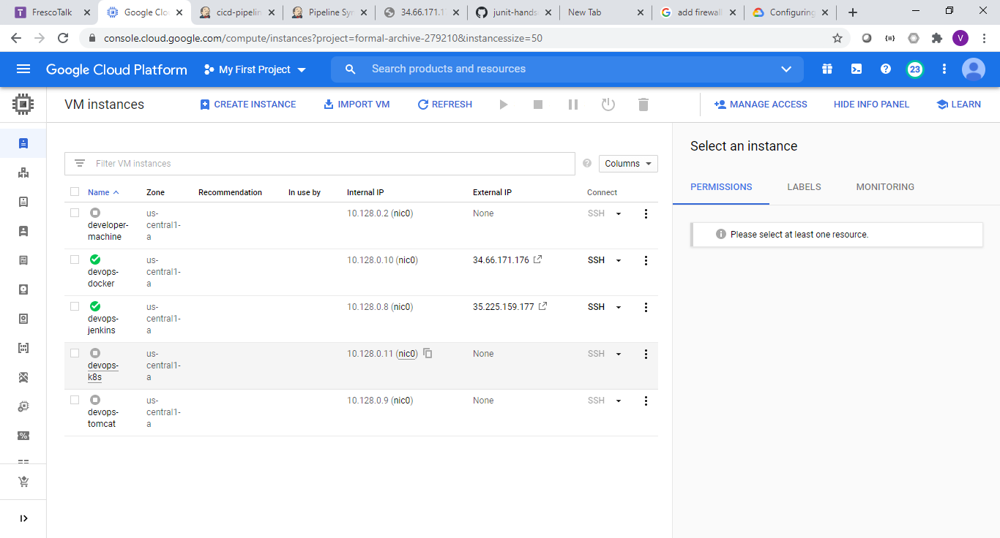 FrescoTalk
Google Clo
cicd-pipelin
Pipeline Syn
34.66.171.1
junit-hands
New Tab
add firewall
Configuring
console.cloud.google.com/compute/instances?project=formal-archive-279210&instancessize=50
V
Google Cloud Platform
My First Project
Search products and resources
23
VM instances
CREATE INSTANCE
IMPORT VM
REFRESH
MANAGE ACCESS
HIDE INFO PANEL
LEARN
Filter VM instances
Columns
Name Zone Recommendation In use by Internal IP External IP Connect
us-
10.128.0.2 (nic0) None SSH
developer-
central1-
machine
a
us-
10.128.0.10 (nic0) 34.66.171.176 SSH
devops-
central1-
docker
a
us-
10.128.0.8 (nic0) 35.225.159.177 SSH
devops-
central1-
jenkins
a
us-
10.128.0.11 (nic0) None SSH
devops-
central1-
k8s
a
us-
10.128.0.9 (nic0) None SSH
devops-
central1-
tomcat
a
Select an instance
PERMISSIONS
LABELS
MONITORING
Please select at least one resource.